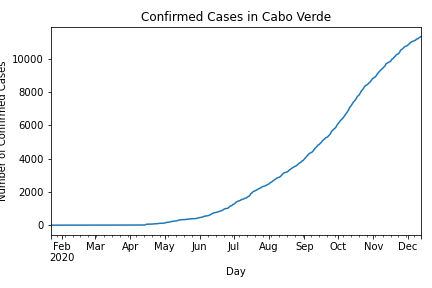 Confirmed Cases in Cabo Verde
Number of Confirmed Cases
10000
8000
6000
4000
2000
0
Feb Mar Apr May Jun Jul Aug Sep Oct Nov Dec
2020
Day